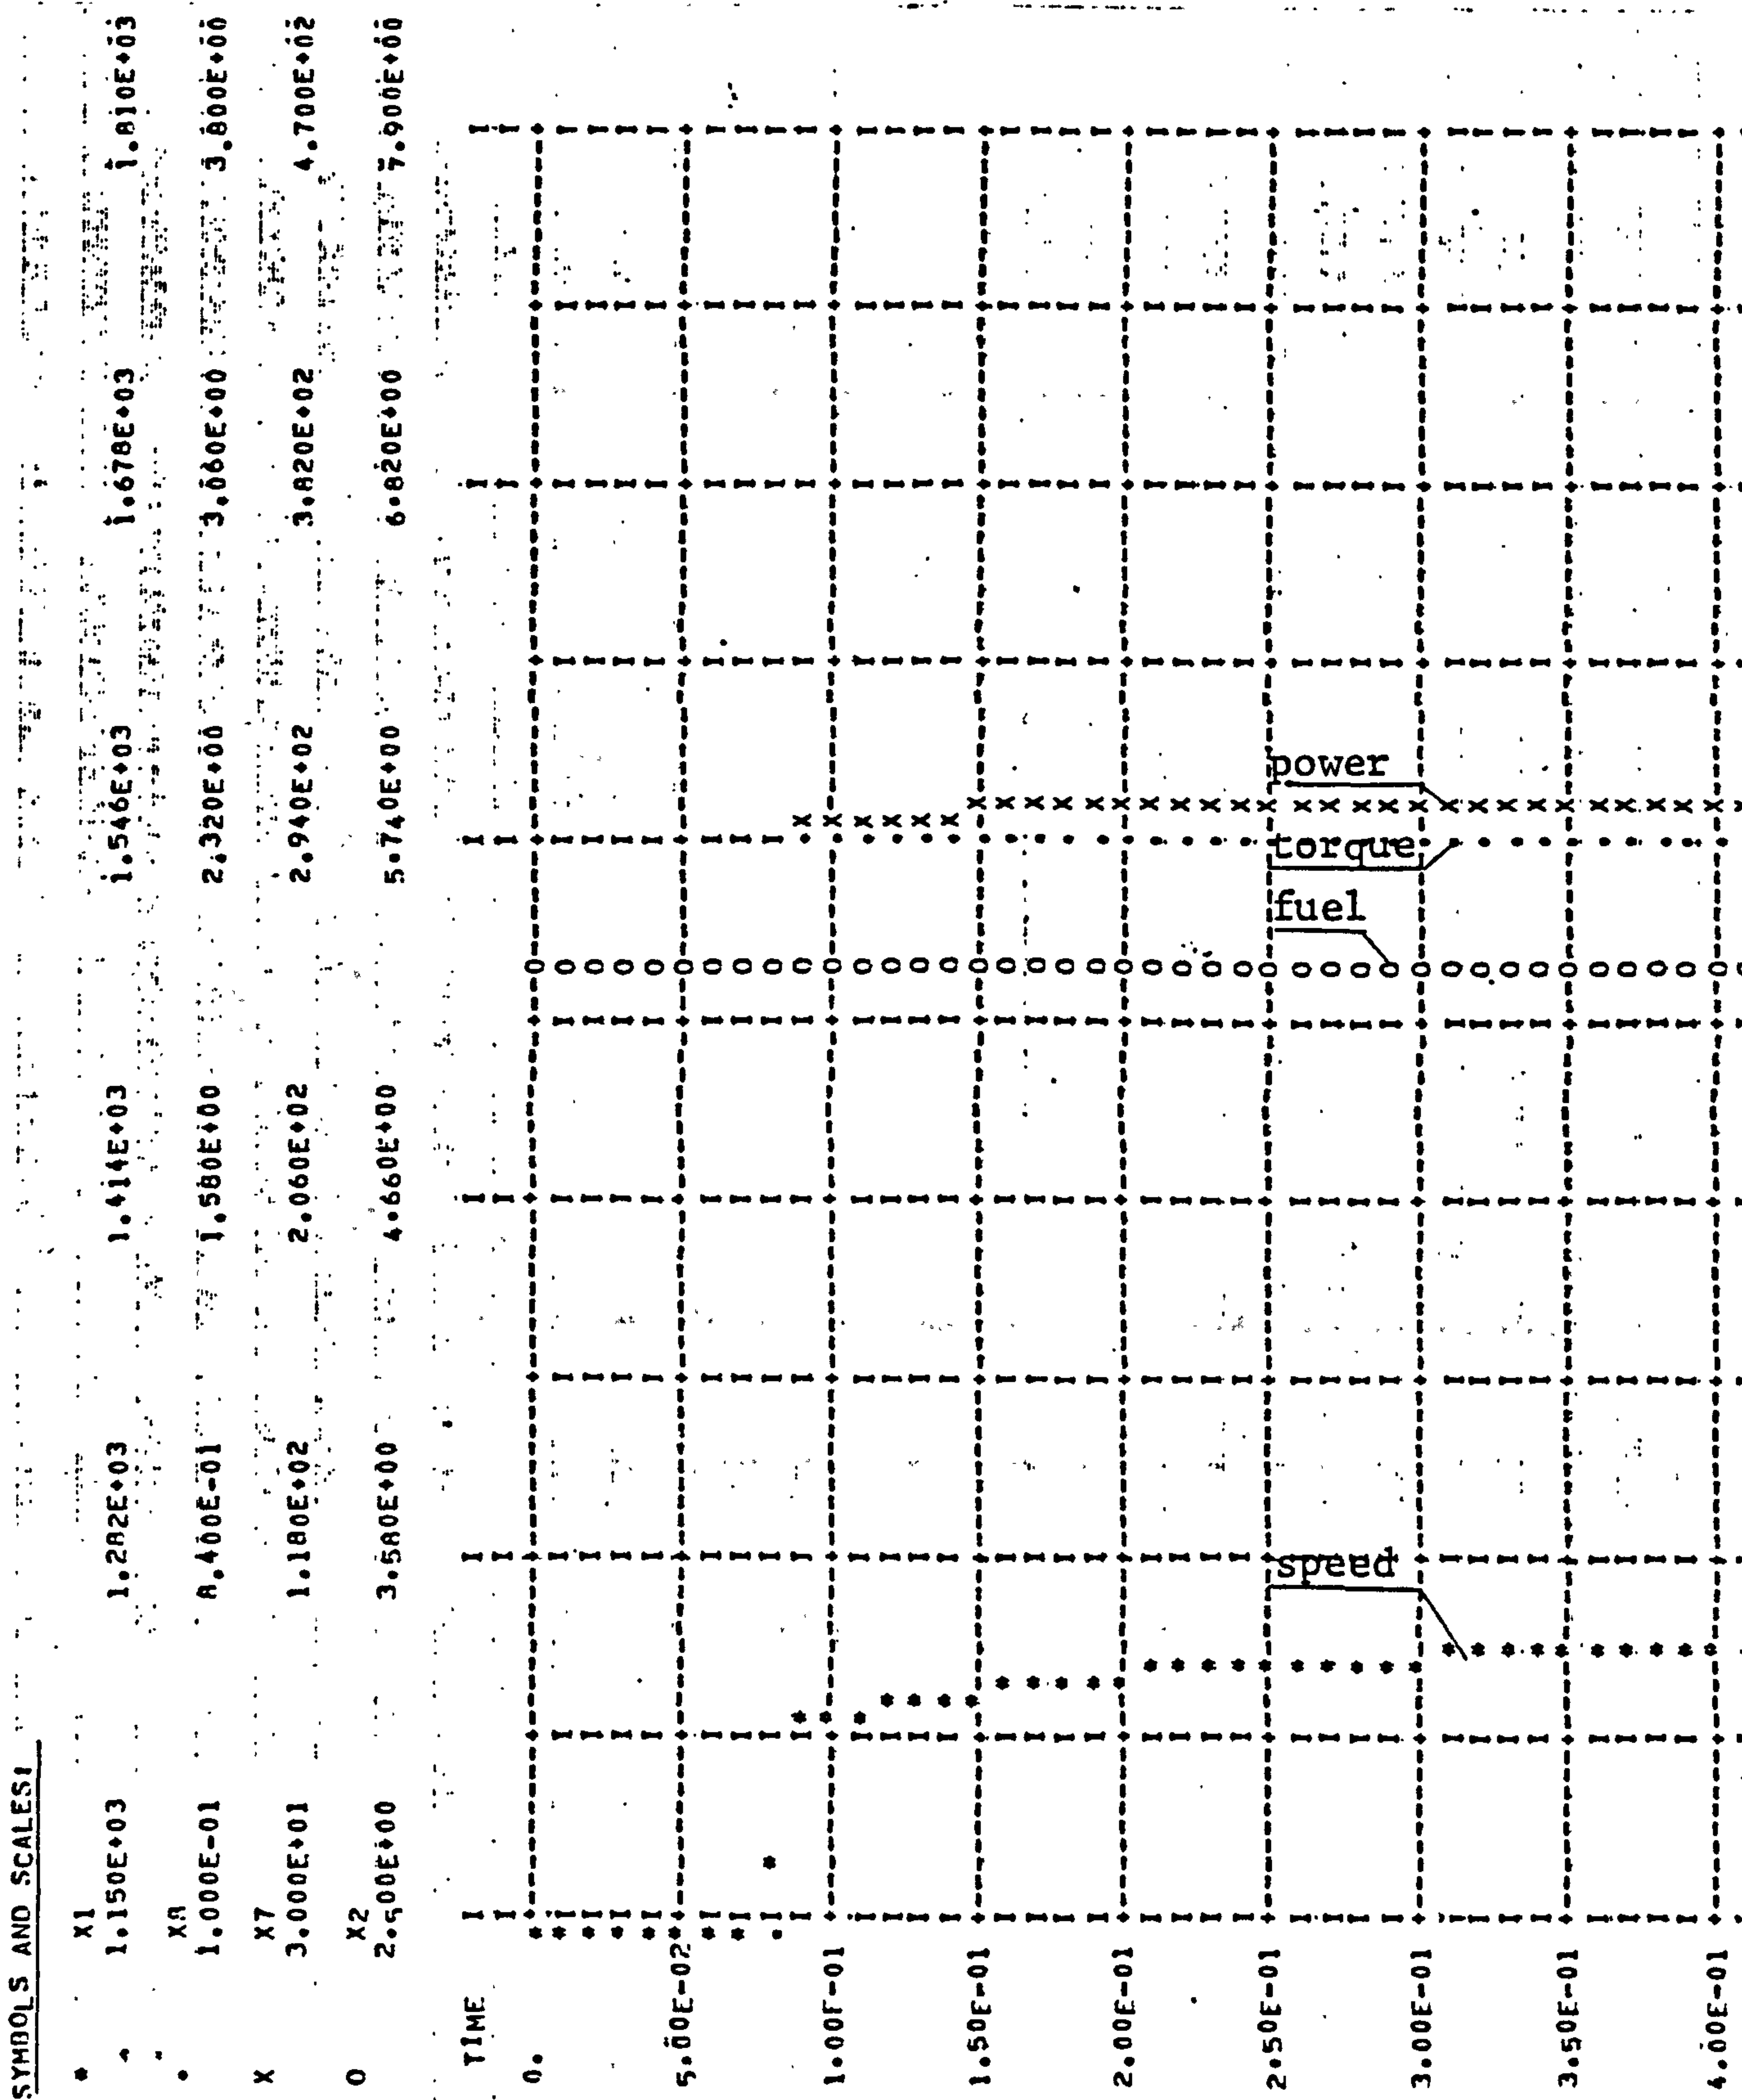 SYMBOLS AND SCALES:
* X1
1.150E+03 1.282E+03 1.414E+03 1.546E+03 1.678E+03 1.810E+03
. X8
1.000E-01 8.400E-01 1.580E+00 2.320E+00 3.060E+00 3.800E+00
X X7
3.000E+01 1.180E+02 2.060E+02 2.940E+02 3.820E+02 4.700E+02
O X2
2.500E+00 3.580E+00 4.660E+00 5.740E+00 6.820E+00 7.900E+00
TIME
0.
5.00E-02
1.00E-01
1.50E-01
2.00E-01
2.50E-01
3.00E-01
3.50E-01
4.00E-01
power
torque
fuel
speed